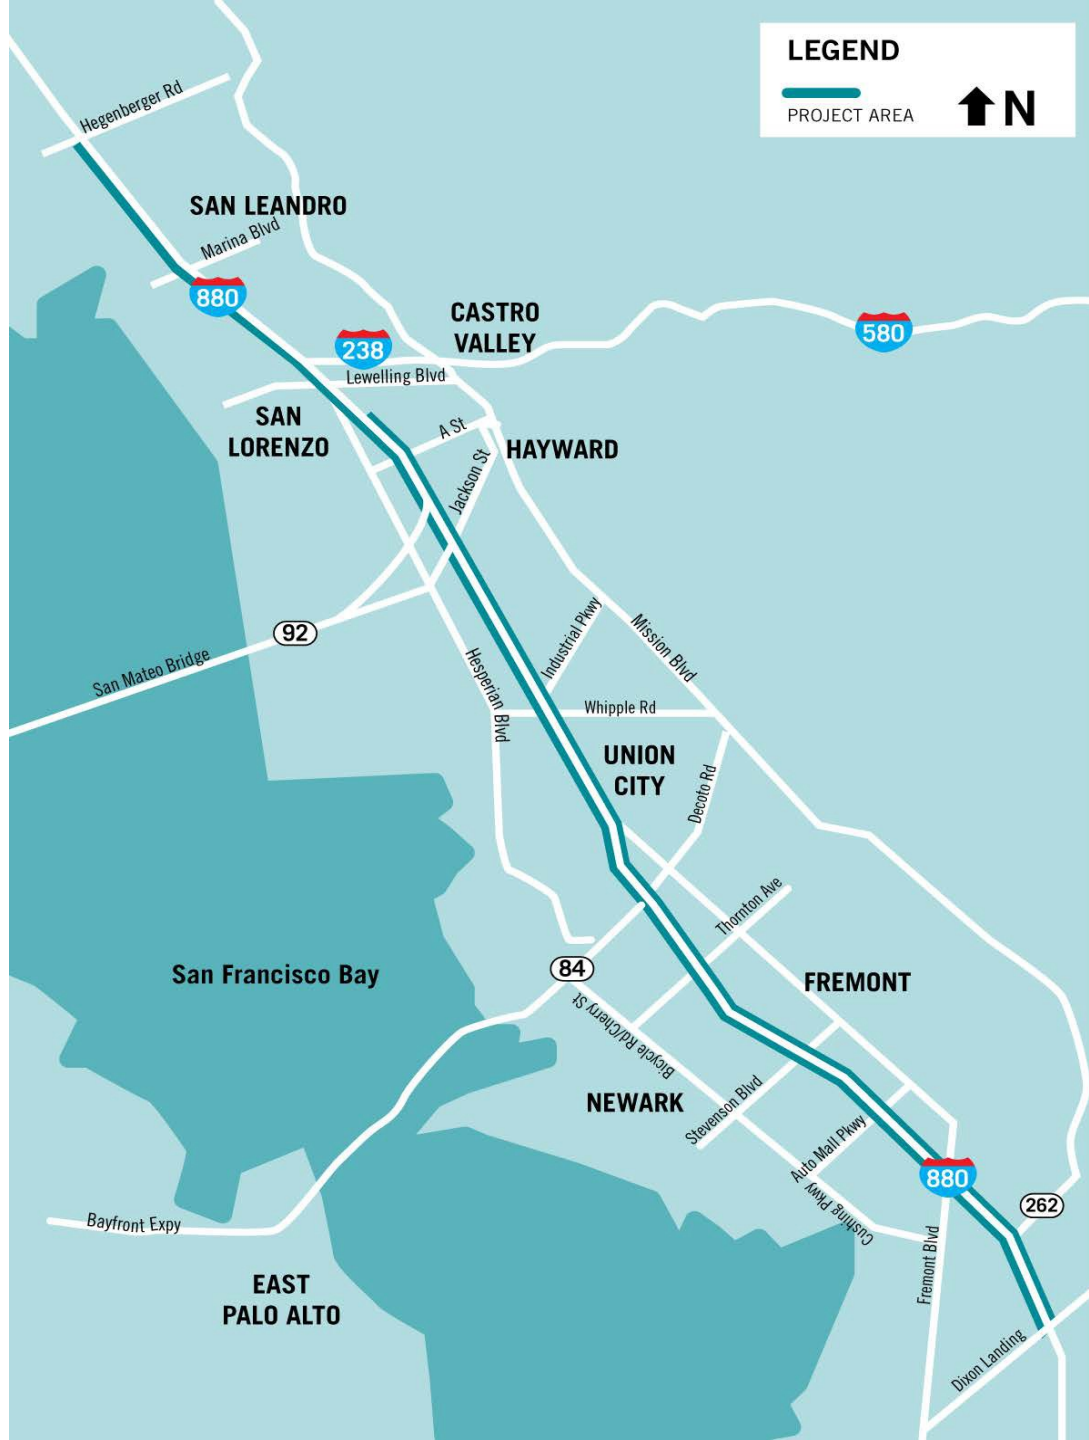 LEGEND
PROJECT AREA
N
Hegenberger Rd
SAN LEANDRO
Marina Blvd
880
CASTRO
VALLEY
580
238
Lewelling Blvd
SAN
LORENZO
A St
HAYWARD
Jackson St
92
San Mateo Bridge
Industrial Pkwy
Mission Blvd
Hesperian Blvd
Whipple Rd
UNION
CITY
Decoto Rd
Thornton Ave
84
San Francisco Bay
FREMONT
Bicycle Rd/Cherry St
NEWARK
Stevenson Blvd
Auto Mall Pkwy
880
Cushing Pkwy
262
Bayfront Expy
Fremont Blvd
EAST
PALO ALTO
Dixon Landing